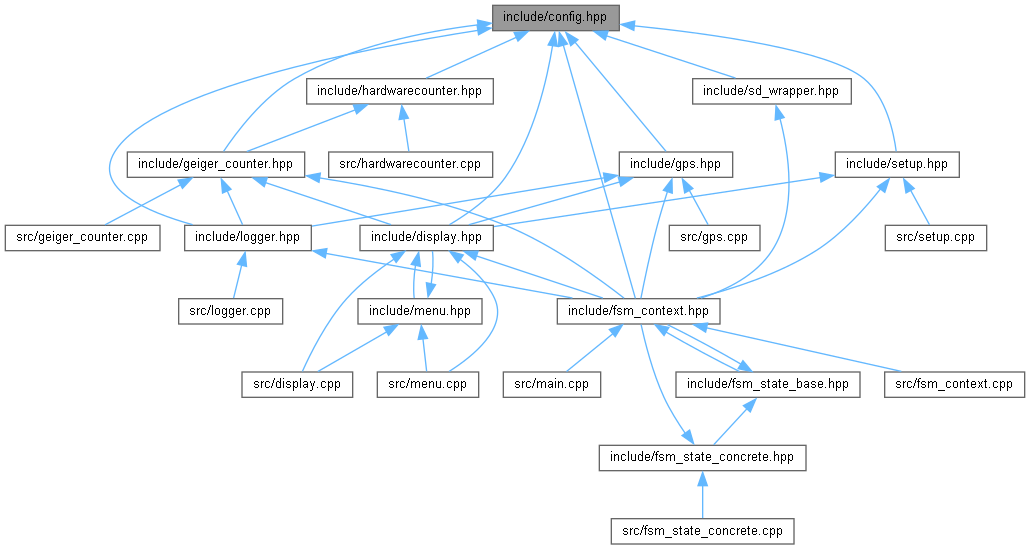 include/config.hpp
include/hardwarecounter.hpp
include/sd_wrapper.hpp
include/geiger_counter.hpp
src/hardwarecounter.cpp
include/gps.hpp
include/setup.hpp
src/geiger_counter.cpp
include/logger.hpp
include/display.hpp
src/gps.cpp
src/setup.cpp
src/logger.cpp
include/menu.hpp
include/fsm_context.hpp
src/display.cpp
src/menu.cpp
src/main.cpp
include/fsm_state_base.hpp
src/fsm_context.cpp
include/fsm_state_concrete.hpp
src/fsm_state_concrete.cpp